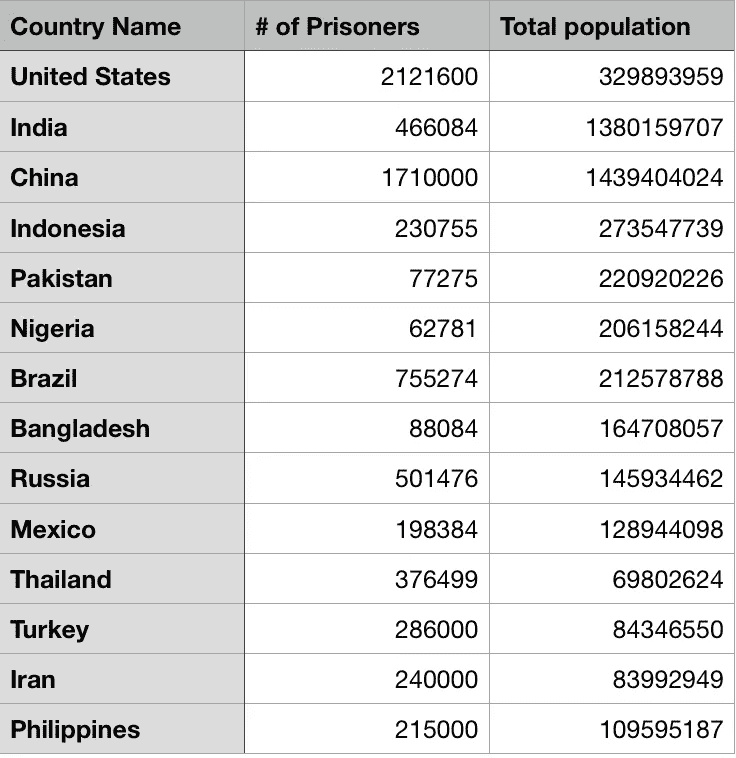 Country Name # of Prisoners Total population
United States 2121600 329893959
India 466084 1380159707
China 1710000 1439404024
Indonesia 230755 273547739
Pakistan 77275 220920226
Nigeria 62781 206158244
Brazil 755274 212578788
Bangladesh 88084 164708057
Russia 501476 145934462
Mexico 198384 128944098
Thailand 376499 69802624
Turkey 286000 84346550
Iran 240000 83992949
Philippines 215000 109595187